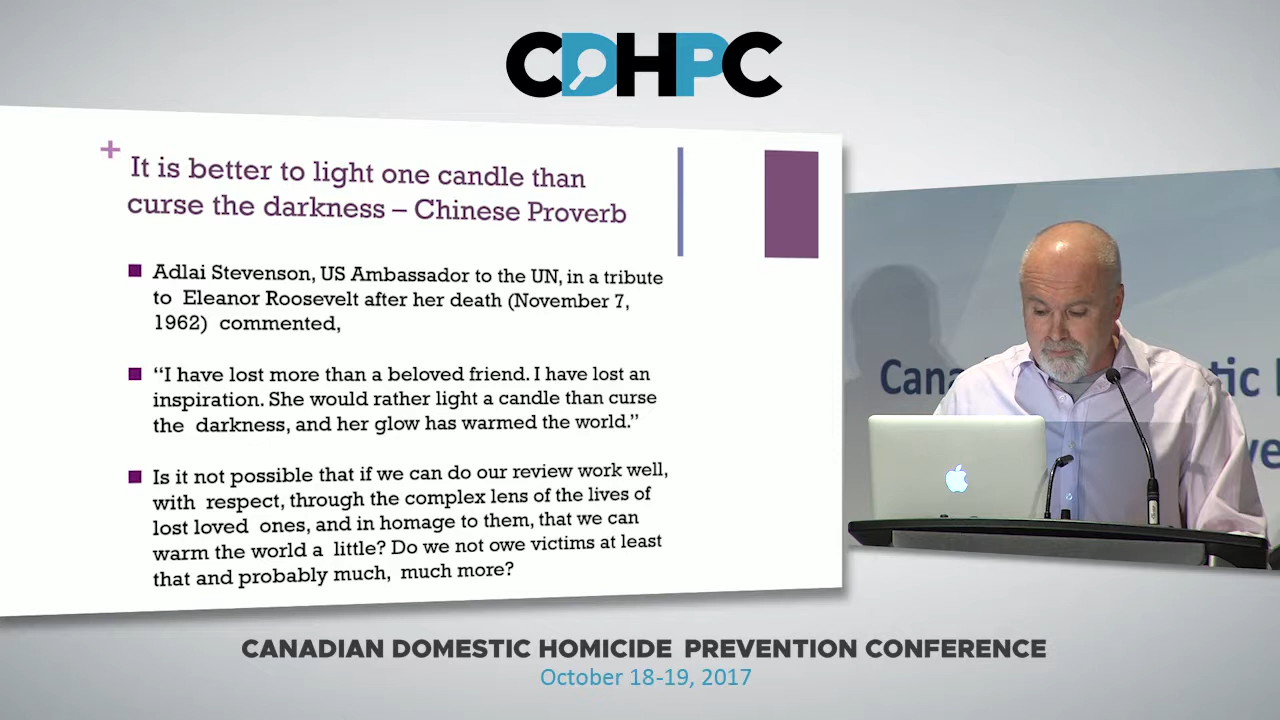 CDHPC
+
It is better to light one candle than
curse the darkness – Chinese Proverb
Adlai Stevenson, US Ambassador to the UN, in a tribute
to Eleanor Roosevelt after her death (November 7,
1962) commented,
“I have lost more than a beloved friend. I have lost an
inspiration. She would rather light a candle than curse
the darkness, and her glow has warmed the world.”
Is it not possible that if we can do our review work well,
with respect, through the complex lens of the lives of
lost loved ones, and in homage to them, that we can
warm the world a little? Do we not owe victims at least
that and probably much, much more?
CANADIAN DOMESTIC HOMICIDE PREVENTION CONFERENCE
October 18-19, 2017